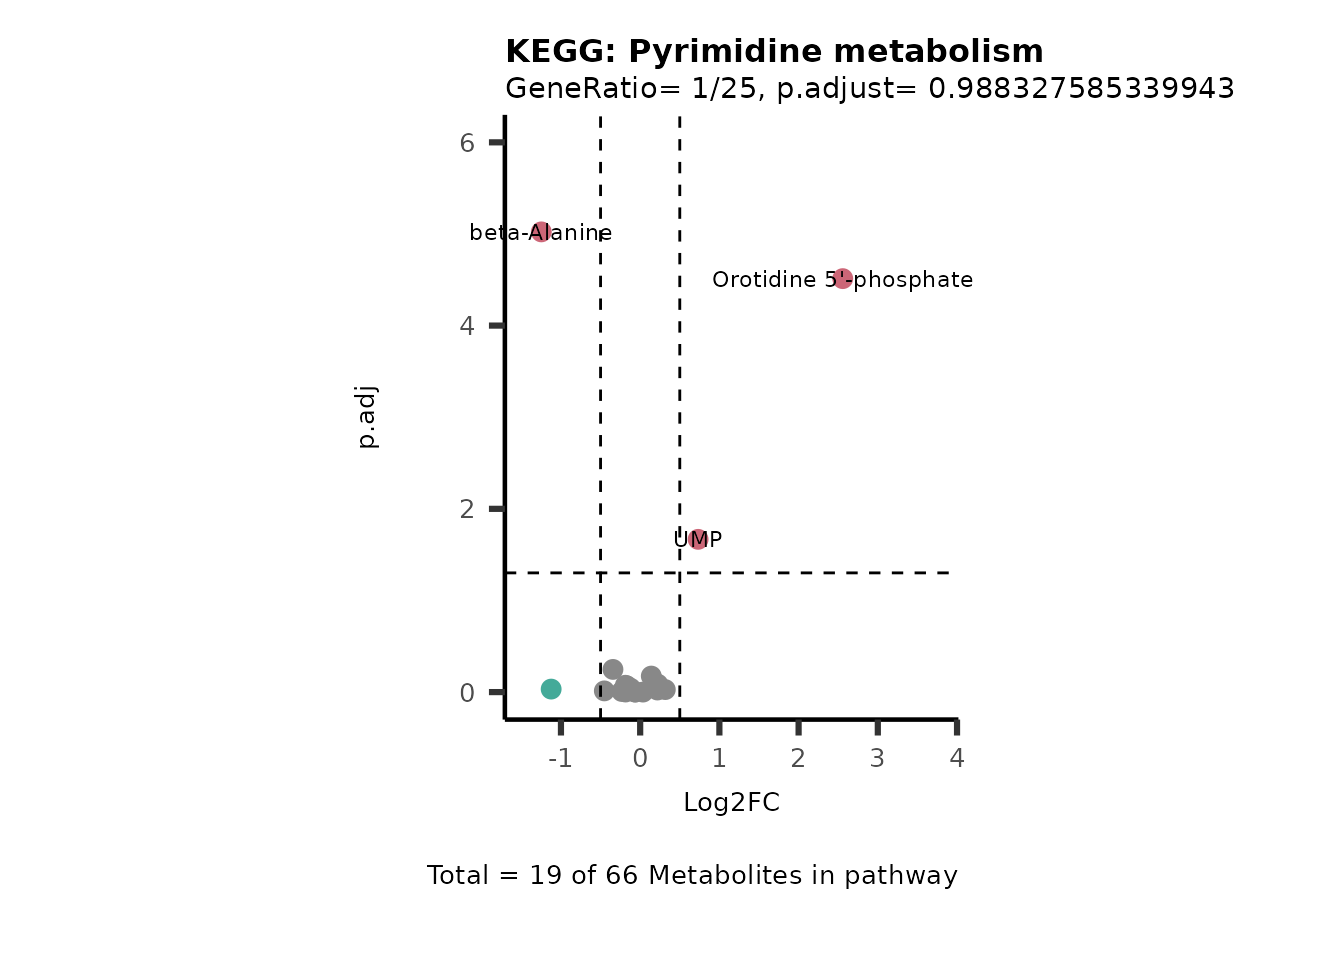 KEGG: Pyrimidine metabolism
GeneRatio= 1/25, p.adjust= 0.988327585339943
6
beta-Alanine
Orotidine 5'-phosphate
4
p.adj
2
UMP
0
-1 0 1 2 3 4
Log2FC
Total = 19 of 66 Metabolites in pathway